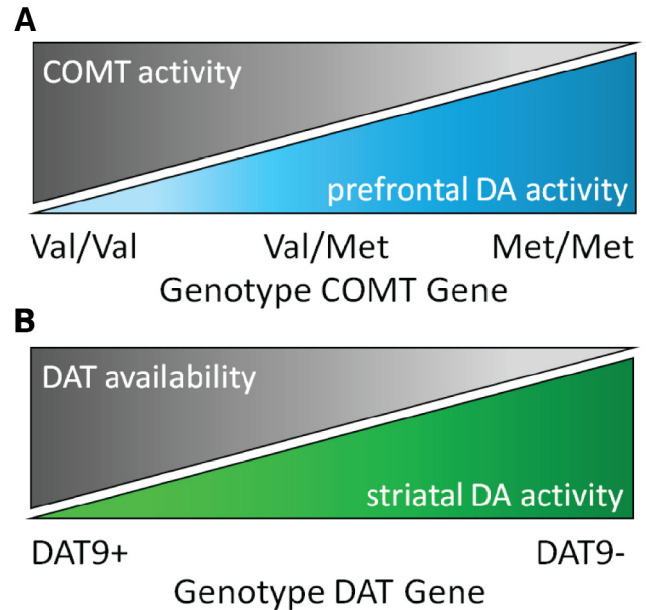 A
COMT activity
prefrontal DA activity
Val/Val Val/Met Met/Met
Genotype COMT Gene
B
DAT availability
striatal DA activity
DAT9+ DAT9-
Genotype DAT Gene